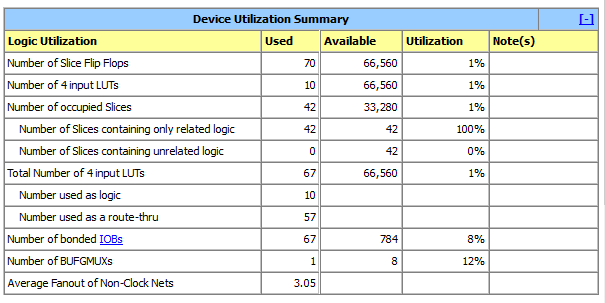 Device Utilization Summary [-]
Logic Utilization Used Available Utilization Note(s)
Number of Slice Flip Flops 70 66,560 1%
Number of 4 input LUTs 10 66,560 1%
Number of occupied Slices 42 33,280 1%
Number of Slices containing only related logic 42 42 100%
Number of Slices containing unrelated logic 0 42 0%
Total Number of 4 input LUTs 67 66,560 1%
Number used as logic 10
Number used as a route-thru 57
Number of bonded IOBs 67 784 8%
Number of BUFGMUXs 1 8 12%
Average Fanout of Non-Clock Nets 3.05